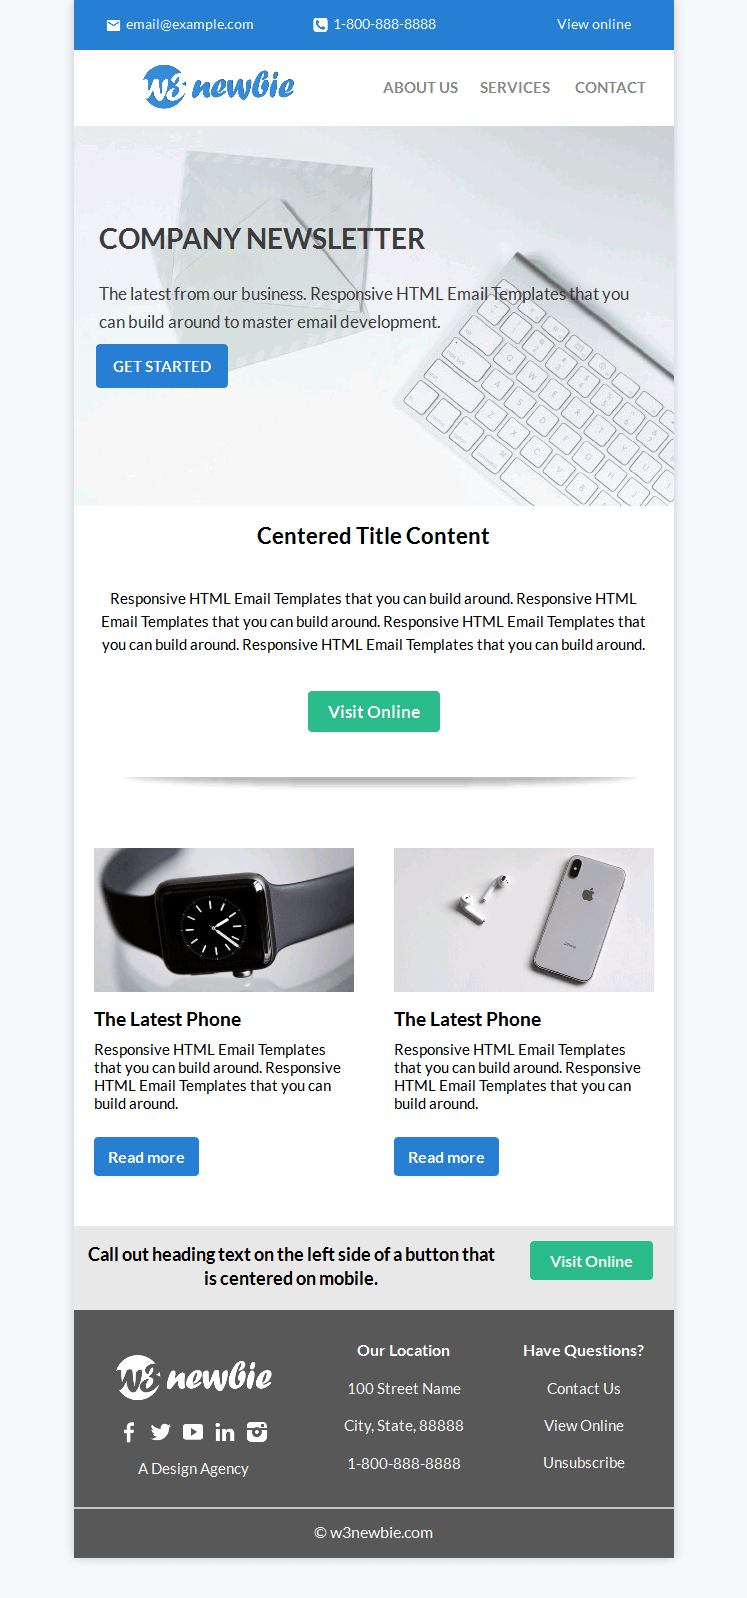 email@example.com 1-800-888-8888 View online
w3 newbie ABOUT US SERVICES CONTACT
COMPANY NEWSLETTER
The latest from our business. Responsive HTML Email Templates that you
can build around to master email development.
GET STARTED
Centered Title Content
Responsive HTML Email Templates that you can build around. Responsive HTML
Email Templates that you can build around. Responsive HTML Email Templates that
you can build around. Responsive HTML Email Templates that you can build around.
Visit Online
The Latest Phone
Responsive HTML Email Templates
that you can build around. Responsive
HTML Email Templates that you can
build around.
Read more
The Latest Phone
Responsive HTML Email Templates
that you can build around. Responsive
HTML Email Templates that you can
build around.
Read more
Call out heading text on the left side of a button that
is centered on mobile.
Visit Online
w3 newbie
A Design Agency
Our Location
100 Street Name
City, State, 88888
1-800-888-8888
Have Questions?
Contact Us
View Online
Unsubscribe
© w3newbie.com